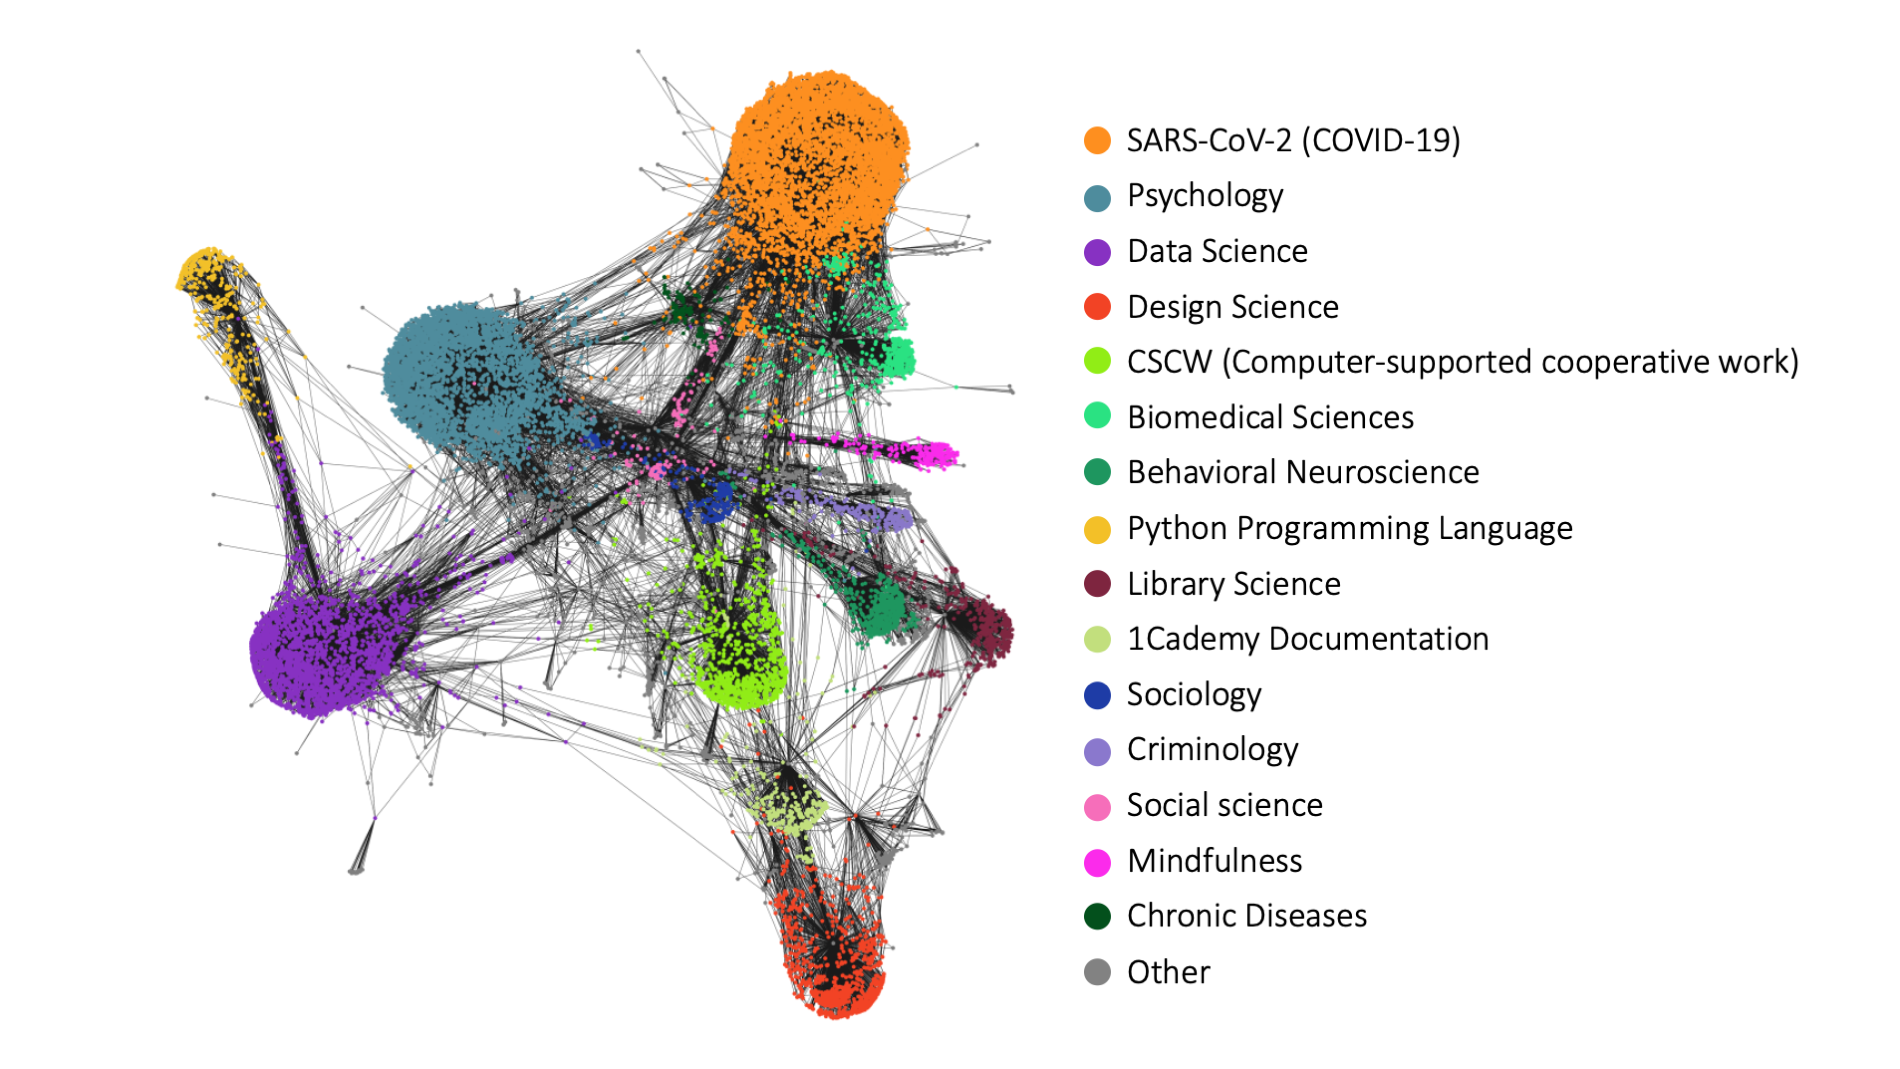 SARS-CoV-2 (COVID-19)
Psychology
Data Science
Design Science
CSCW (Computer-supported cooperative work)
Biomedical Sciences
Behavioral Neuroscience
Python Programming Language
Library Science
1Cademy Documentation
Sociology
Criminology
Social science
Mindfulness
Chronic Diseases
Other